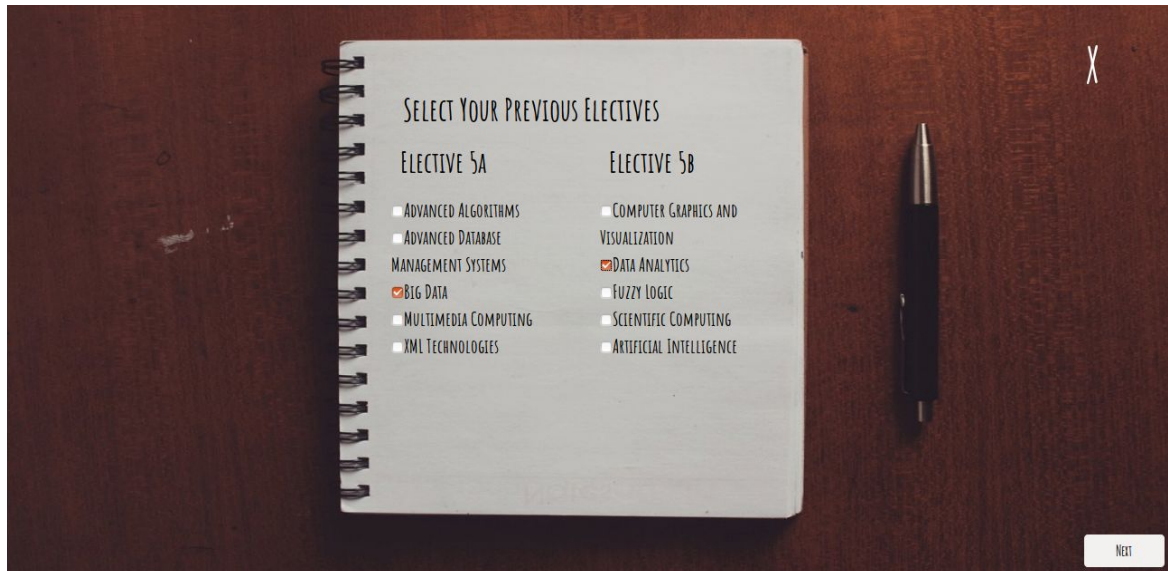 X
Select Your Previous Electives
Elective 5A
Advanced Algorithms
Advanced Database
Management Systems
Big Data
Multimedia Computing
XML Technologies
Elective 5B
Computer Graphics and
Visualization
Data Analytics
Fuzzy Logic
Scientific Computing
Artificial Intelligence
Next